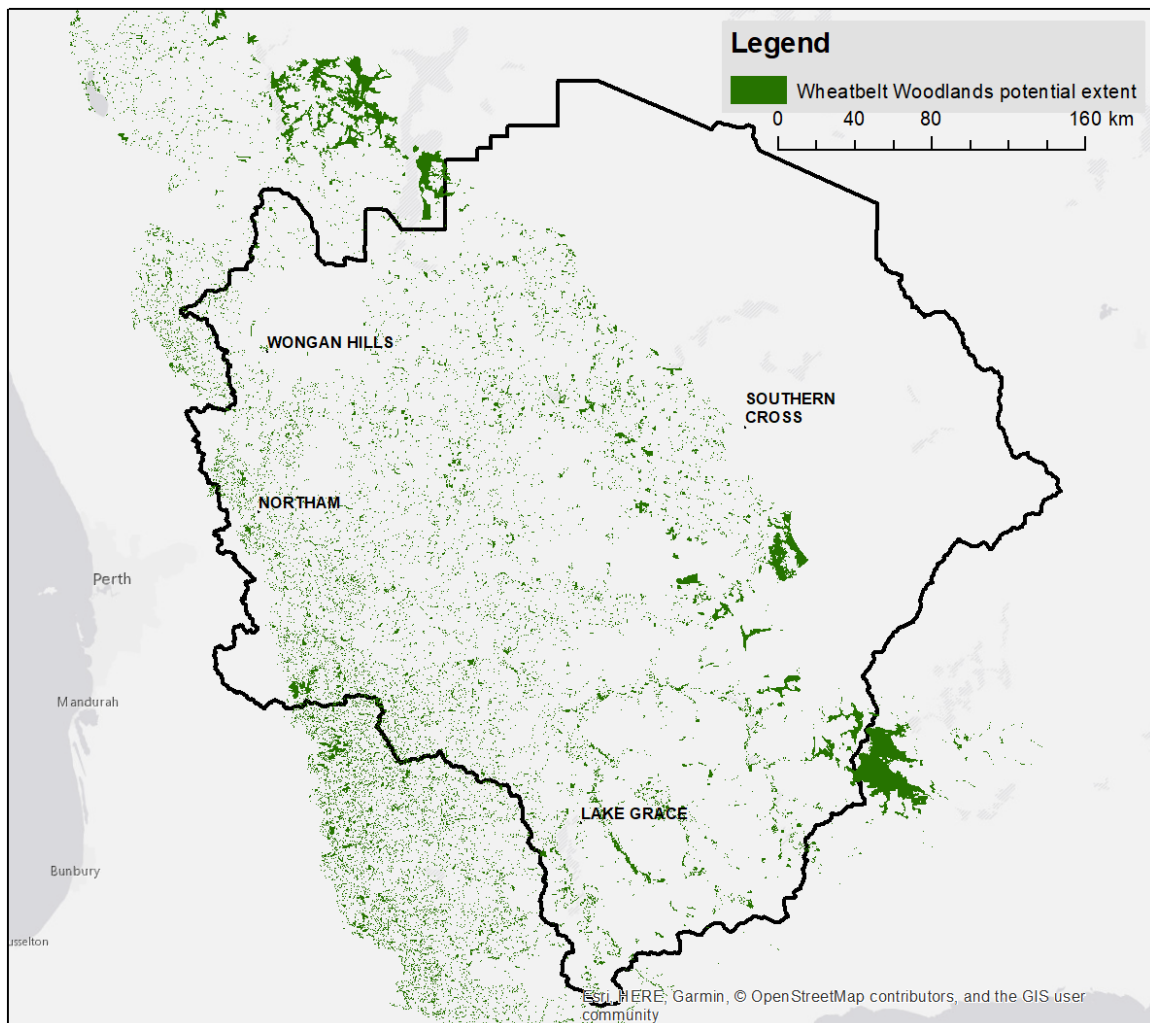 Legend
Wheatbelt Woodlands potential extent
0 40 80 160 km
WONGAN HILLS
SOUTHERN
CROSS
NORTHAM
Perth
Mandurah
LAKE GRACE
Bunbury
usselton
Esri, HERE, Garmin, © OpenStreetMap contributors, and the GIS user
community